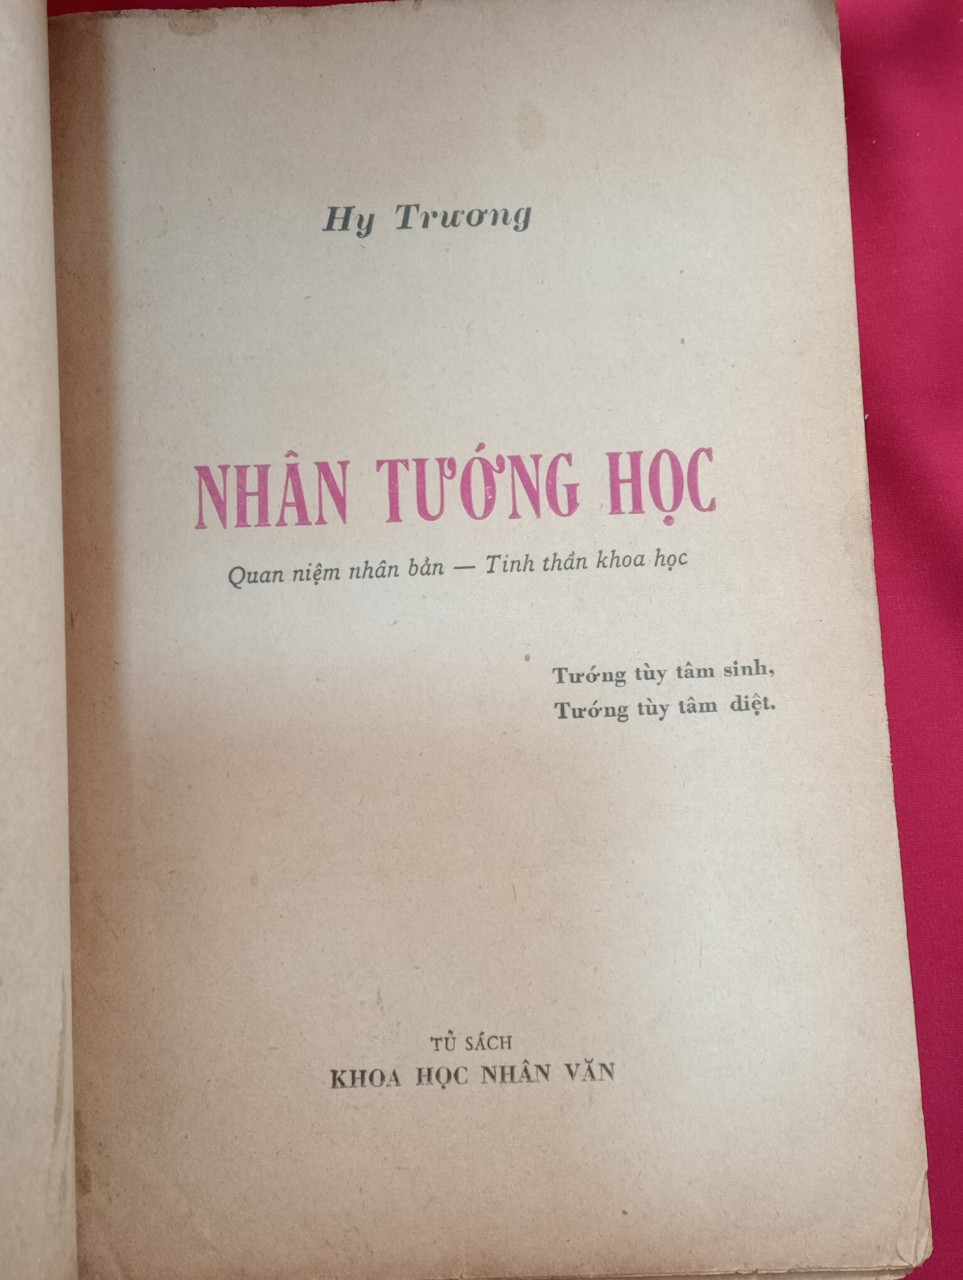 Hy Trương
NHÂN TƯỚNG HỌC
Quan niệm nhân bản — Tinh thần khoa học
Tướng tùy tâm sinh,
Tướng tùy tâm diệt.
TỦ SÁCH
KHOA HỌC NHÂN VĂN